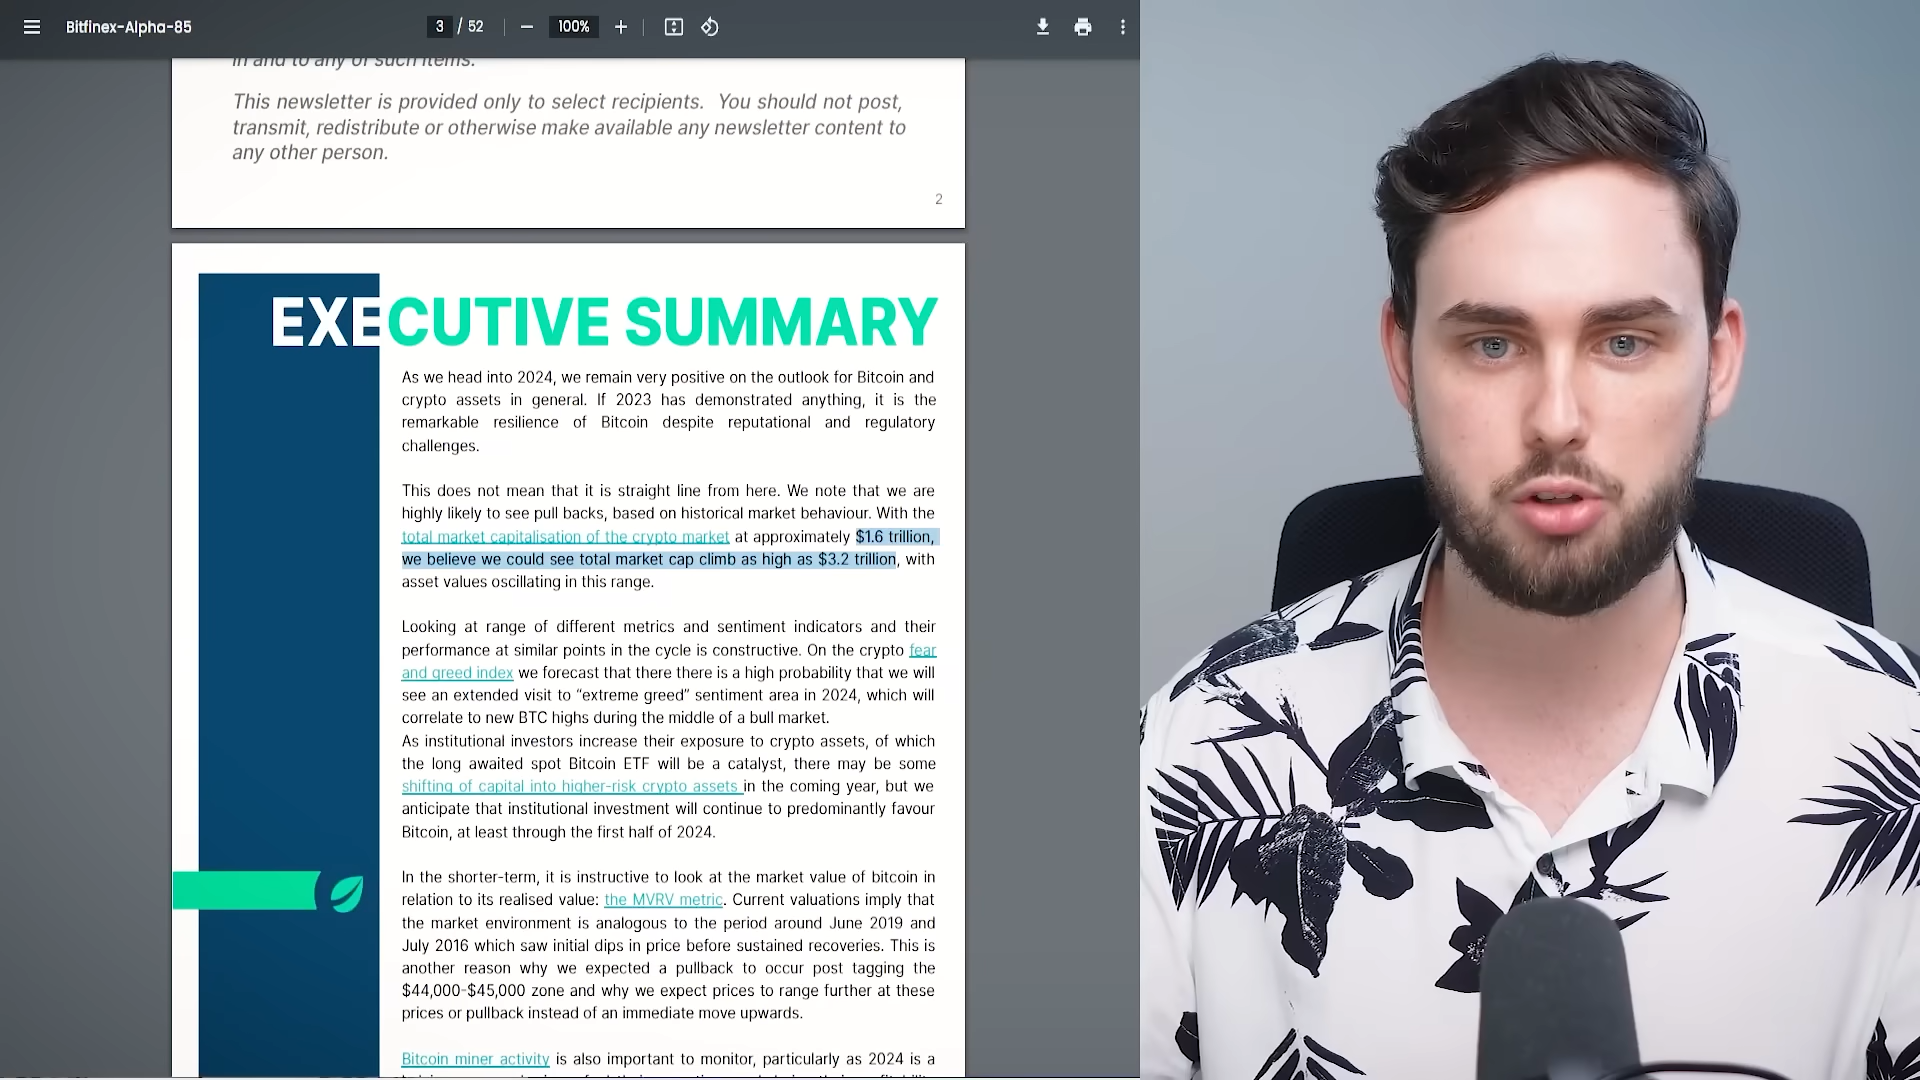 Bitfinex-Alpha-85
3 / 52
100%
in and to any of such items.
This newsletter is provided only to select recipients. You should not post,
transmit, redistribute or otherwise make available any newsletter content to
any other person.
2
EXECUTIVE SUMMARY
As we head into 2024, we remain very positive on the outlook for Bitcoin and
crypto assets in general. If 2023 has demonstrated anything, it is the
remarkable resilience of Bitcoin despite reputational and regulatory
challenges.
This does not mean that it is straight line from here. We note that we are
highly likely to see pull backs, based on historical market behaviour. With the
total market capitalisation of the crypto market at approximately $1.6 trillion,
we believe we could see total market cap climb as high as $3.2 trillion, with
asset values oscillating in this range.
Looking at range of different metrics and sentiment indicators and their
performance at similar points in the cycle is constructive. On the crypto fear
and greed index we forecast that there there is a high probability that we will
see an extended visit to “extreme greed” sentiment area in 2024, which will
correlate to new BTC highs during the middle of a bull market.
As institutional investors increase their exposure to crypto assets, of which
the long awaited spot Bitcoin ETF will be a catalyst, there may be some
shifting of capital into higher-risk crypto assets in the coming year, but we
anticipate that institutional investment will continue to predominantly favour
Bitcoin, at least through the first half of 2024.
In the shorter-term, it is instructive to look at the market value of bitcoin in
relation to its realised value: the MVRV metric. Current valuations imply that
the market environment is analogous to the period around June 2019 and
July 2016 which saw initial dips in price before sustained recoveries. This is
another reason why we expected a pullback to occur post tagging the
$44,000-$45,000 zone and why we expect prices to range further at these
prices or pullback instead of an immediate move upwards.
Bitcoin miner activity is also important to monitor, particularly as 2024 is a